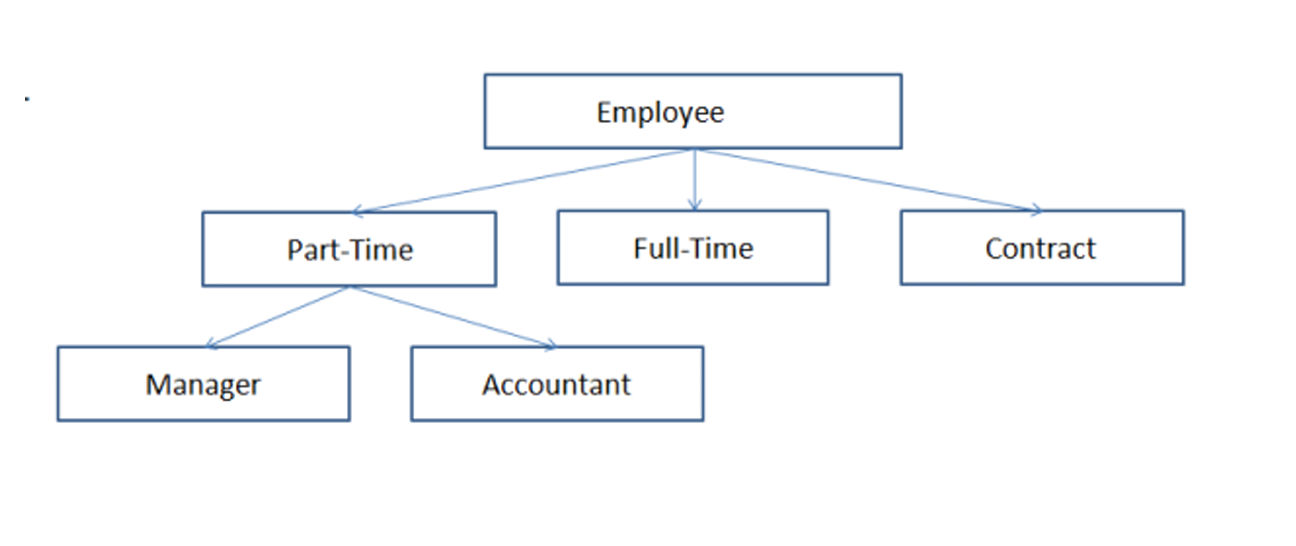 Employee
Part-Time
Full-Time
Contract
Manager
Accountant